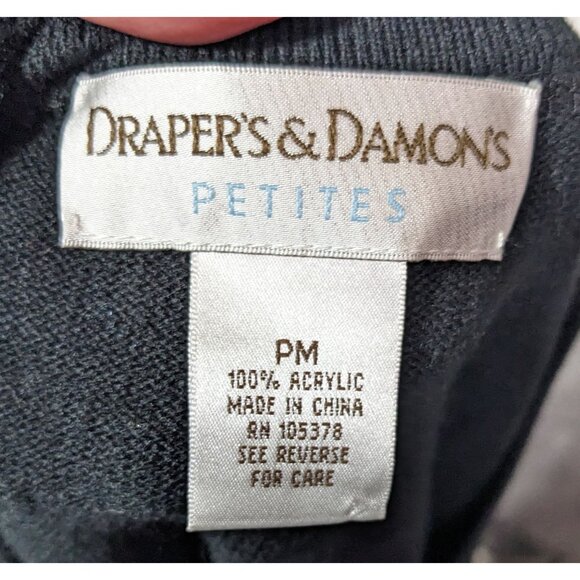 DRAPER'S & DAMON'S
PETITES
PM
100% ACRYLIC
MADE IN CHINA
RN 105378
SEE REVERSE
FOR CARE